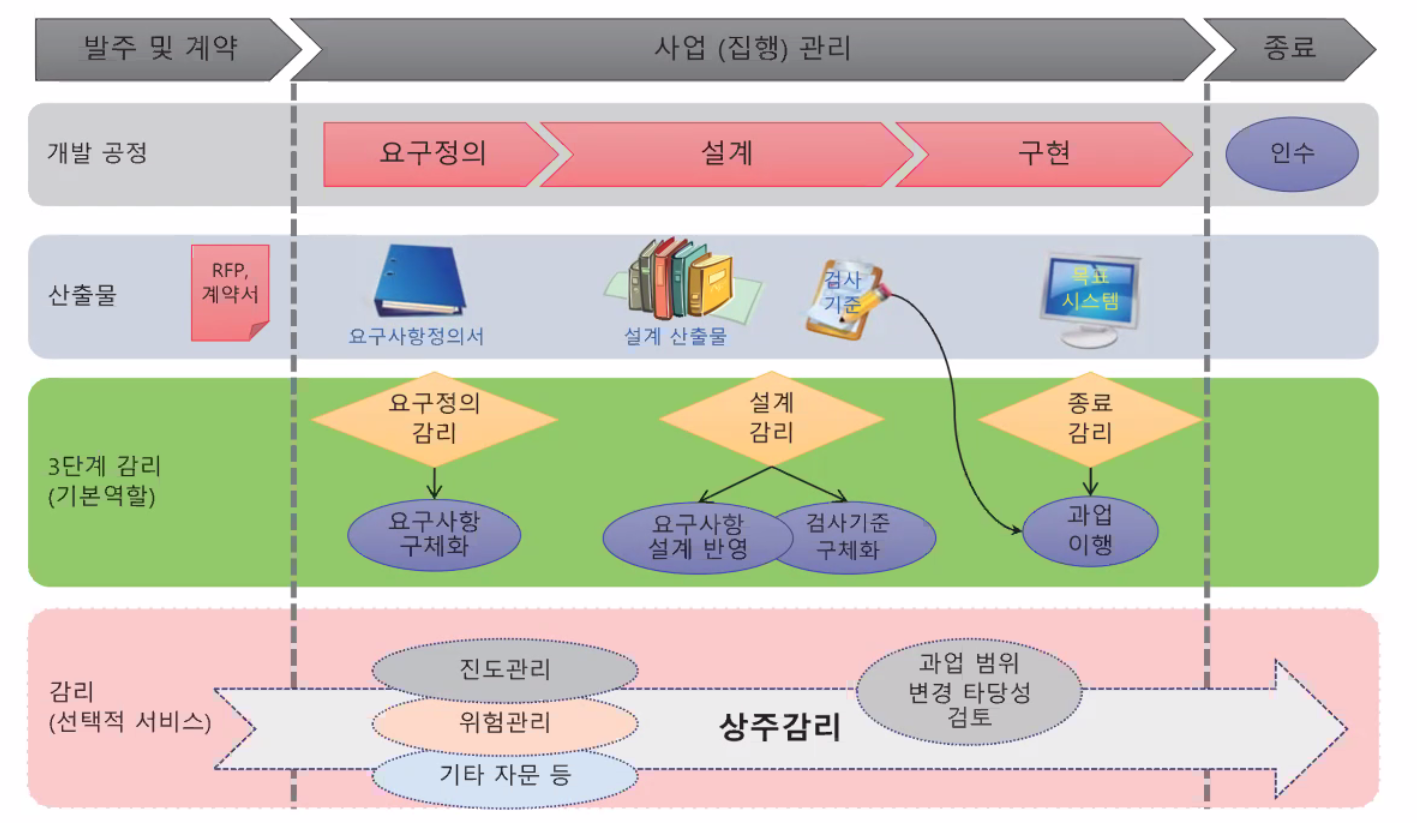 발주 및 계약
사업 (집행) 관리
종료
개발 공정
요구정의
설계
구현
인수
산출물
RFP,
계약서
요구사항정의서
설계 산출물
검사
기준
목표
시스템
3단계 감리
(기본역할)
요구정의
감리
설계
감리
종료
감리
요구사항
구체화
요구사항
설계 반영
검사기준
구체화
과업
이행
감리
(선택적 서비스)
진도관리
위험관리
기타 자문 등
상주감리
과업 범위
변경 타당성
검토